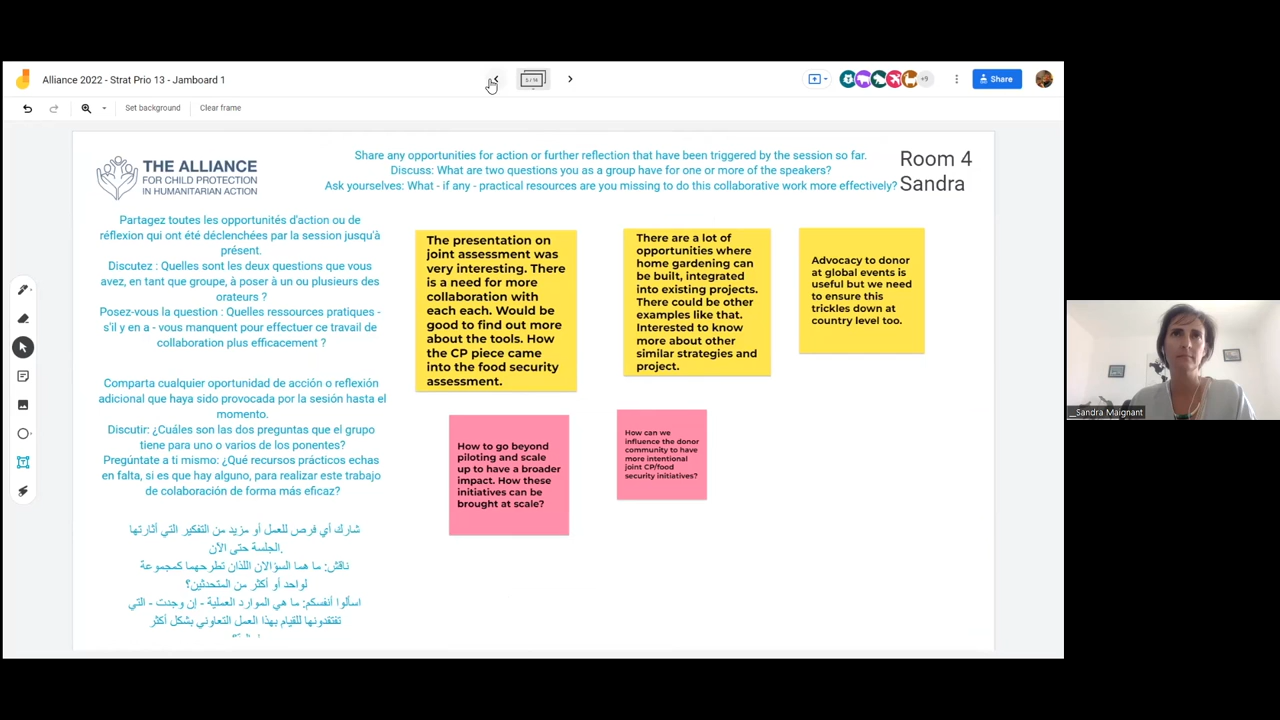 Alliance 2022 - Strat Prio 13 - Jamboard 1
5 / 14
+9
Share
Set background
Clear frame
THE ALLIANCE
FOR CHILD PROTECTION
IN HUMANITARIAN ACTION
Share any opportunities for action or further reflection that have been triggered by the session so far.
Discuss: What are two questions you as a group have for one or more of the speakers?
Ask yourselves: What - if any - practical resources are you missing to do this collaborative work more effectively?
Room 4
Sandra
Partagez toutes les opportunités d'action ou de
réflexion qui ont été déclenchées par la session jusqu'à
présent.
Discutez : Quelles sont les deux questions que vous
avez, en tant que groupe, à poser à un ou plusieurs des
orateurs ?
Posez-vous la question : Quelles ressources pratiques -
s'il y en a - vous manquent pour effectuer ce travail de
collaboration plus efficacement ?
Comparta cualquier oportunidad de acción o reflexión
adicional que haya sido provocada por la sesión hasta el
momento.
Discutir: ¿Cuáles son las dos preguntas que el grupo
tiene para uno o varios de los ponentes?
Pregúntate a ti mismo: ¿Qué recursos prácticos echas
en falta, si es que hay alguno, para realizar este trabajo
de colaboración de forma más eficaz?
شارك أي فرص للعمل أو مزيد من التفكير التي أثارتها
الجلسة حتى الآن.
ناقش: ما هما السؤالان اللذان تطرحهما كمجموعة
لواحد أو أكثر من المتحدثين؟
اسألوا أنفسكم: ما هي الموارد العملية - إن وجدت - التي
تفتقدونها للقيام بهذا العمل التعاوني بشكل أكثر
The presentation on
joint assessment was
very interesting. There
is a need for more
collaboration with
each each. Would be
good to find out more
about the tools. How
the CP piece came
into the food security
assessment.
There are a lot of
opportunities where
home gardening can
be built, integrated
into existing projects.
There could be other
examples like that.
Interested to know
more about other
similar strategies and
project.
Advocacy to donor
at global events is
useful but we need
to ensure this
trickles down at
country level too.
How to go beyond
piloting and scale
up to have a broader
impact. How these
initiatives can be
brought at scale?
How can we
influence the donor
community to have
more intentional
joint CP/food
security initiatives?
_Sandra Maignant